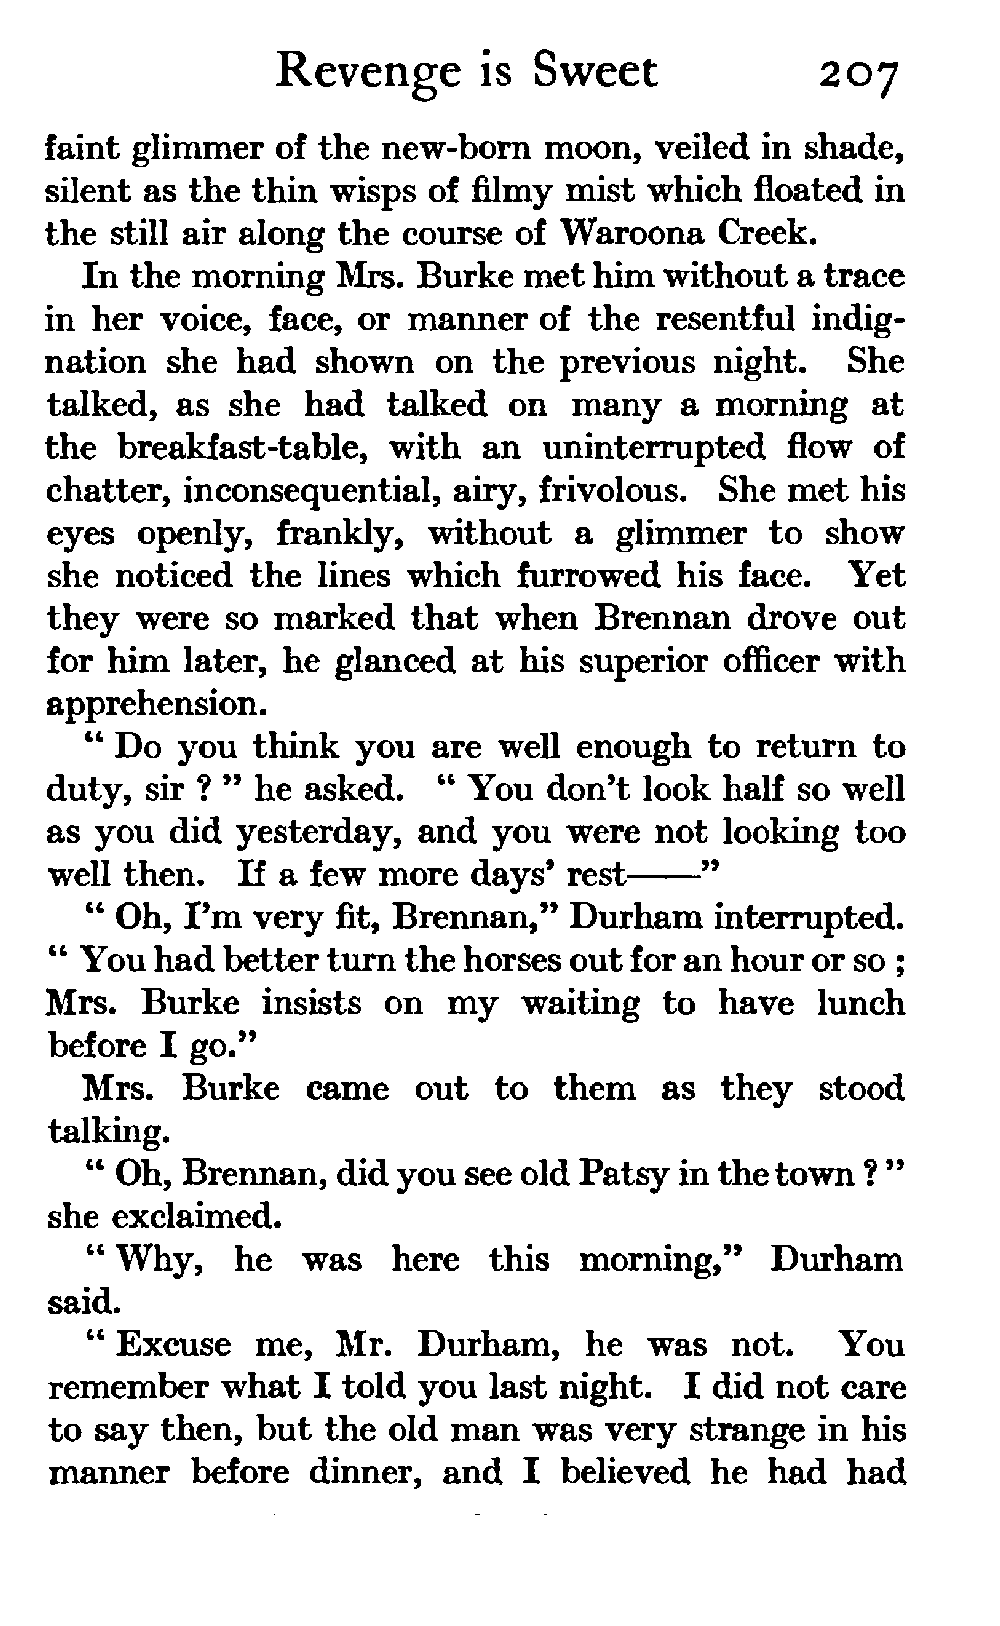 Revenge is Sweet 207
faint glimmer of the new-born moon, veiled in shade,
silent as the thin wisps of filmy mist which floated in
the still air along the course of Waroona Creek.
In the morning Mrs. Burke met him without a trace
in her voice, face, or manner of the resentful indig-
nation she had shown on the previous night. She
talked, as she had talked on many a morning at
the breakfast-table, with an uninterrupted flow of
chatter, inconsequential, airy, frivolous. She met his
eyes openly, frankly, without a glimmer to show
she noticed the lines which furrowed his face. Yet
they were so marked that when Brennan drove out
for him later, he glanced at his superior officer with
apprehension.
“ Do you think you are well enough to return to
duty, sir ? ” he asked. “ You don’t look half so well
as you did yesterday, and you were not looking too
well then. If a few more days’ rest——”
“ Oh, I’m very fit, Brennan,” Durham interrupted.
“ You had better turn the horses out for an hour or so ;
Mrs. Burke insists on my waiting to have lunch
before I go.”
Mrs. Burke came out to them as they stood
talking.
“ Oh, Brennan, did you see old Patsy in the town ? ”
she exclaimed.
“ Why, he was here this morning,” Durham
said.
“ Excuse me, Mr. Durham, he was not. You
remember what I told you last night. I did not care
to say then, but the old man was very strange in his
manner before dinner, and I believed he had had